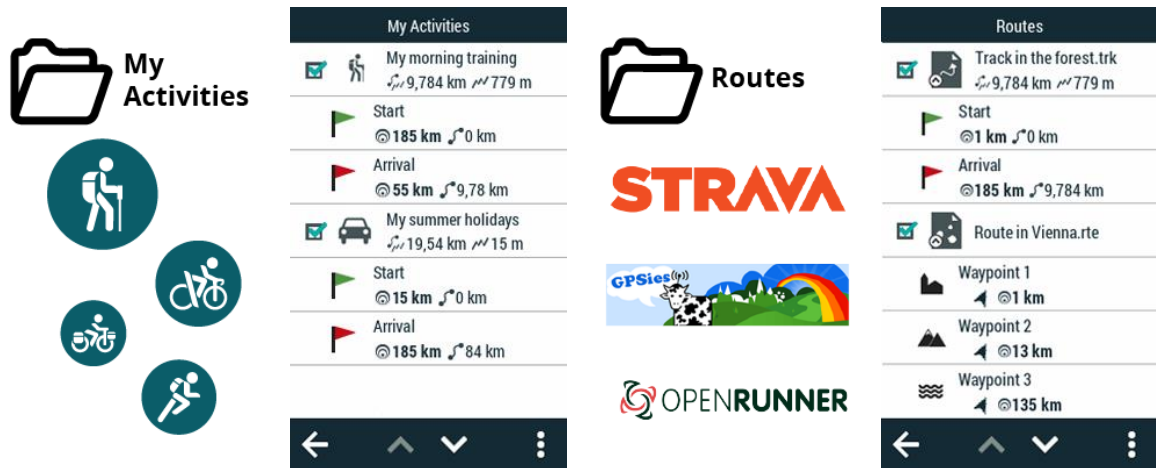 My
Activities
My Activities
My morning training
9,784 km 779 m
Start
185 km 0 km
Arrival
55 km 9,78 km
My summer holidays
19,54 km 15 m
Start
15 km 0 km
Arrival
185 km 84 km
Routes
STRAVA
GPSies
OPENRUNNER
Routes
Track in the forest.trk
9,784 km 779 m
Start
1 km 0 km
Arrival
185 km 9,784 km
Route in Vienna.rte
Waypoint 1
1 km
Waypoint 2
13 km
Waypoint 3
135 km